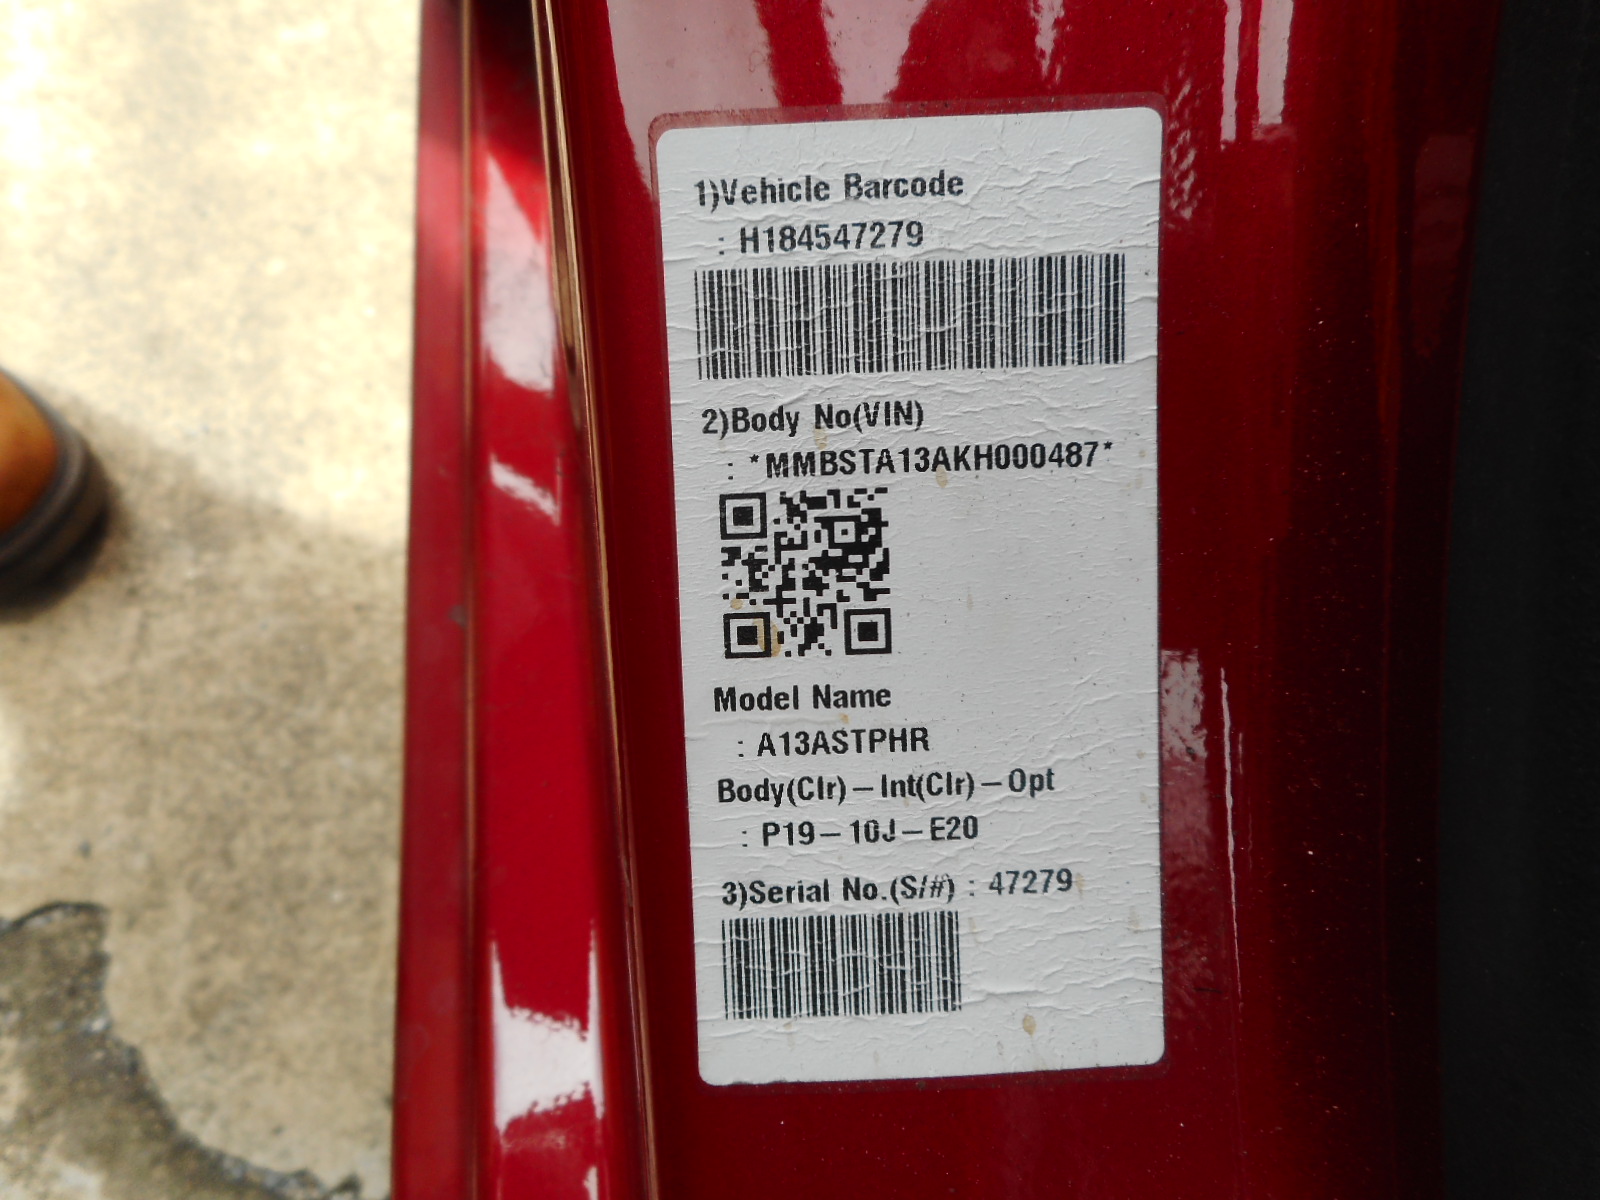 1)Vehicle Barcode
: H184547279
2)Body No(VIN)
: *MMBSTA13AKH000487*
Model Name
: A13ASTPHR
Body(Clr)–Int(Clr)–Opt
: P19–10J–E20
3)Serial No.(S/#) : 47279